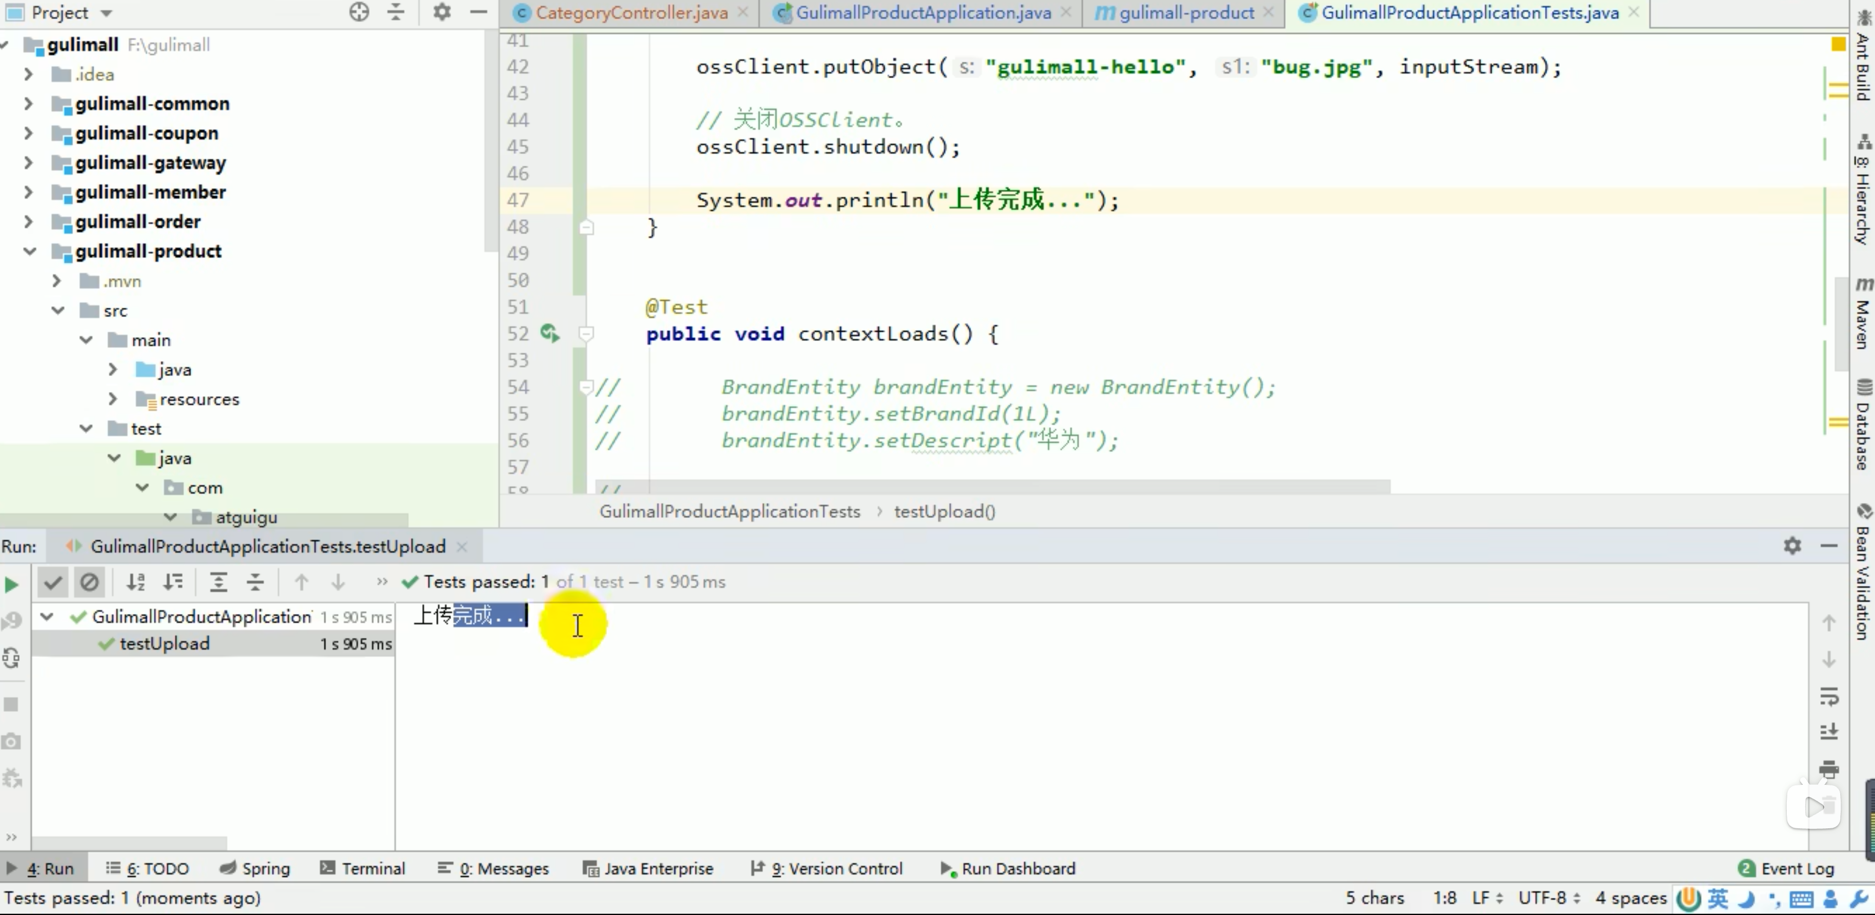 Project
CategoryController.java
GulimallProductApplication.java
gulimall-product
GulimallProductApplicationTests.java
gulimall F:\gulimall
.idea
gulimall-common
gulimall-coupon
gulimall-gateway
gulimall-member
gulimall-order
gulimall-product
.mvn
src
main
java
resources
test
java
com
atguigu
41
42 ossClient.putObject( s: "gulimall-hello", s1: "bug.jpg", inputStream);
43
44 // 关闭OSSClient。
45 ossClient.shutdown();
46
47 System.out.println("上传完成...");
48 }
49
50
51 @Test
52 public void contextLoads() {
53
54 // BrandEntity brandEntity = new BrandEntity();
55 // brandEntity.setBrandId(1L);
56 // brandEntity.setDescript("华为");
57
58 //
GulimallProductApplicationTests › testUpload()
Ant Build
8: Hierarchy
Maven
Database
Bean Validation
Run: GulimallProductApplicationTests.testUpload
» Tests passed: 1 of 1 test – 1 s 905 ms
GulimallProductApplication 1 s 905 ms
testUpload 1 s 905 ms
上传完成...
»
4: Run
6: TODO
Spring
Terminal
0: Messages
Java Enterprise
9: Version Control
Run Dashboard
2 Event Log
Tests passed: 1 (moments ago)
5 chars
1:8
LF
UTF-8
4 spaces
英